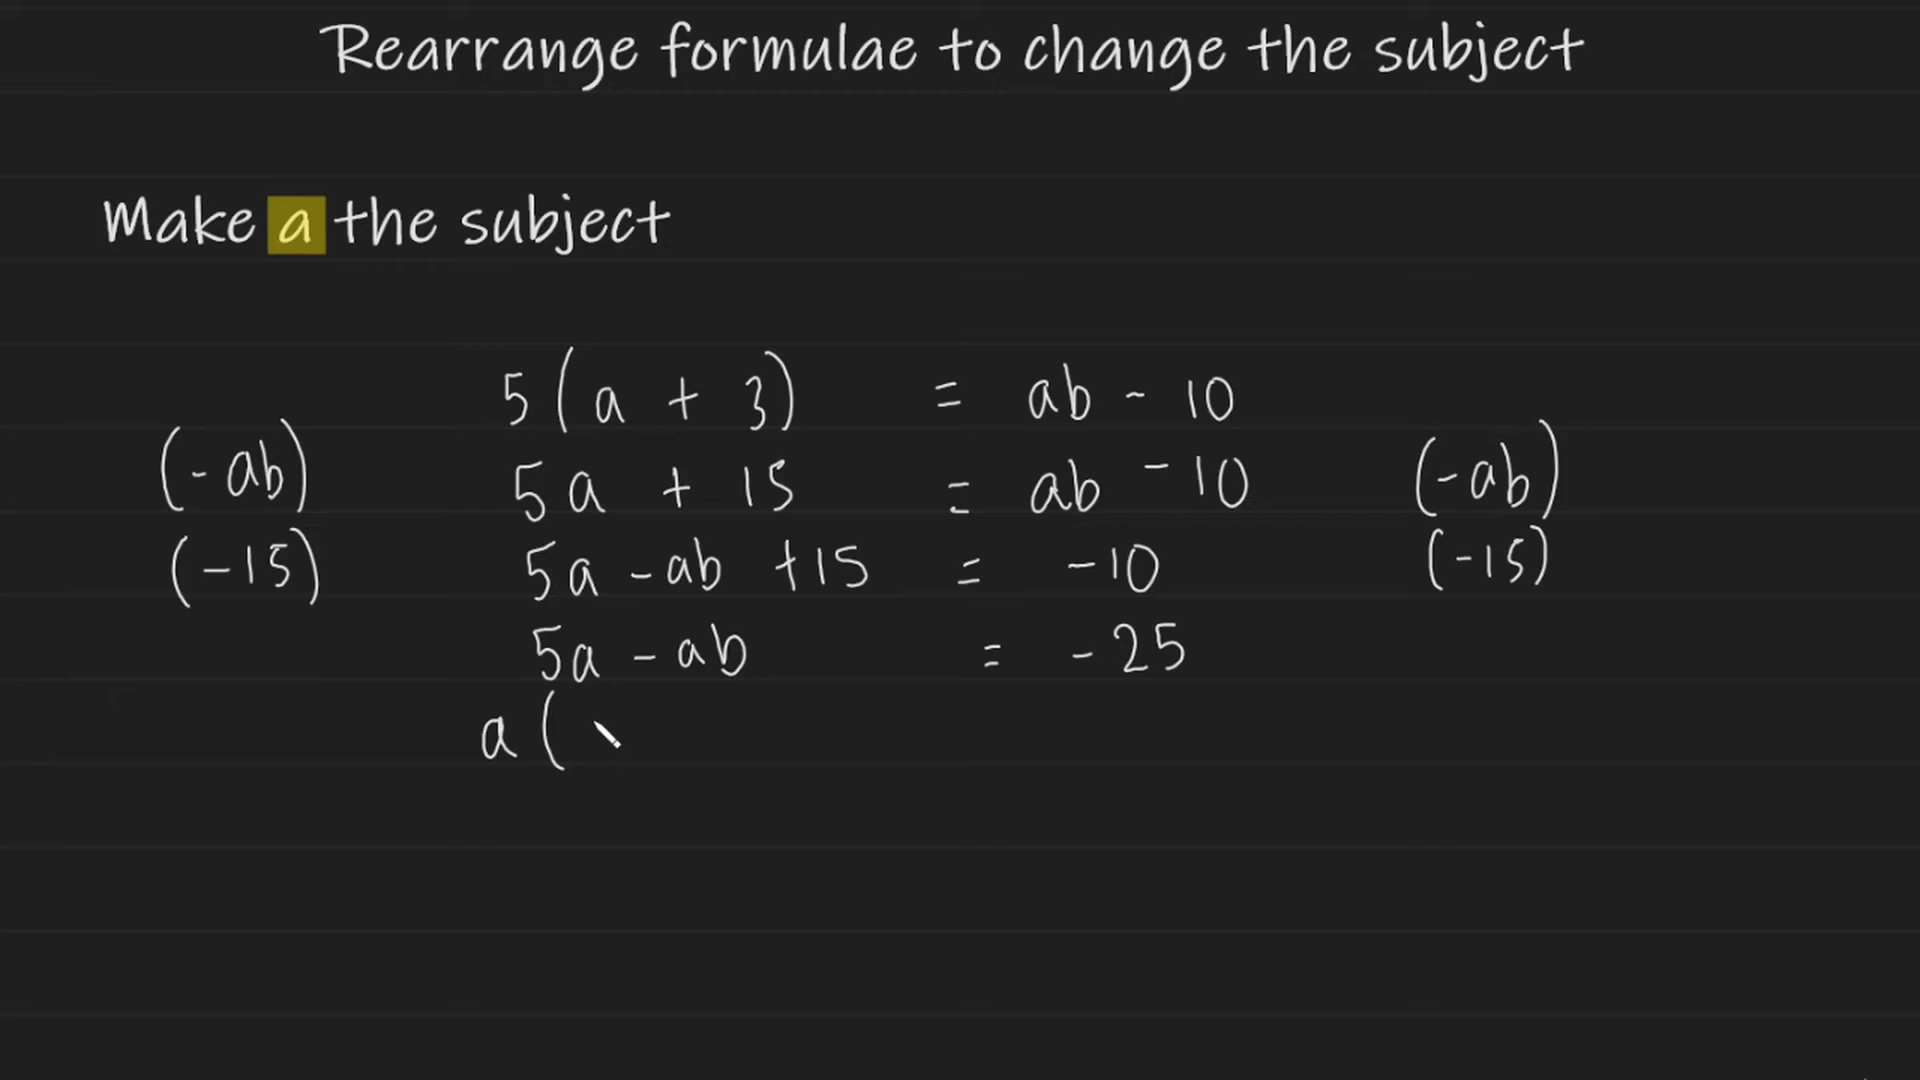 Rearrange formulae to change the subject
Make a the subject
5(a + 3) = ab - 10
(-ab) 5a + 15 = ab - 10 (-ab)
(-15) 5a - ab + 15 = -10 (-15)
5a - ab = -25
a (